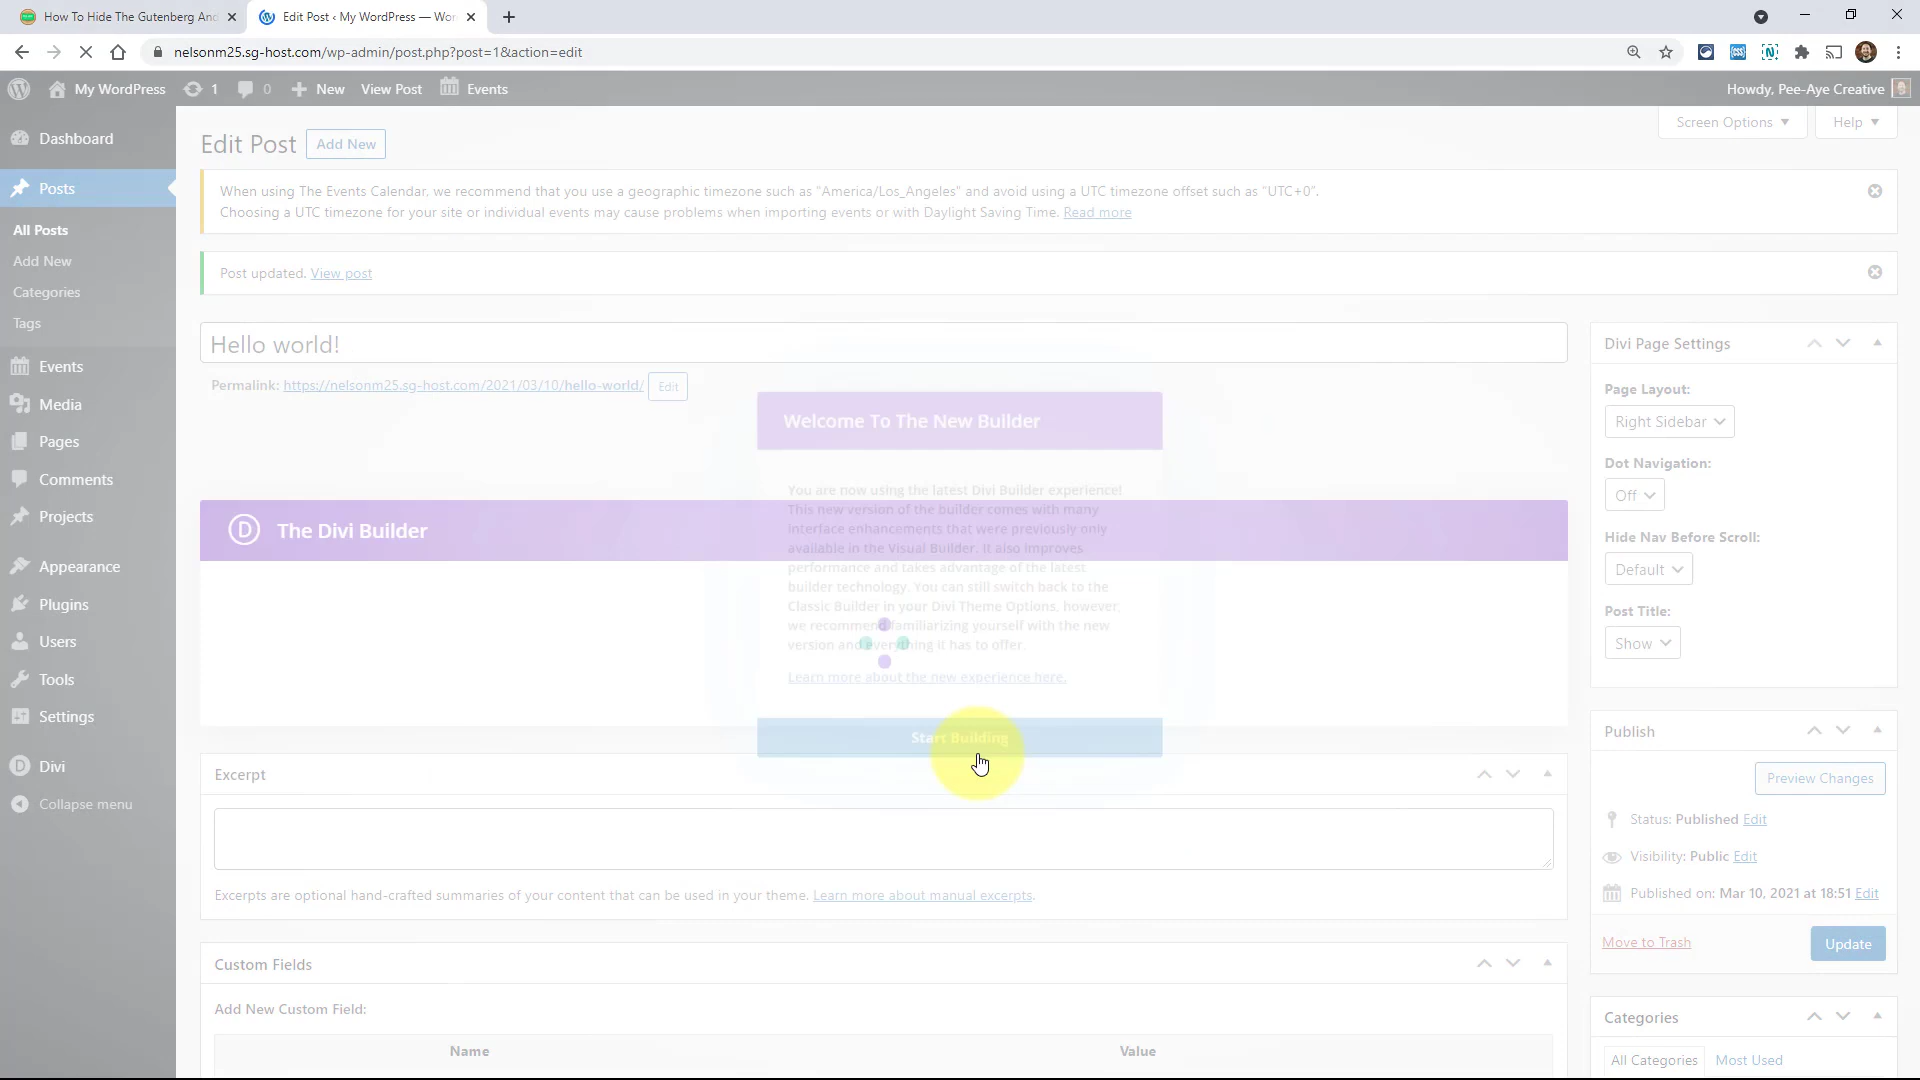 How To Hide The Gutenberg And
Edit Post ‹ My WordPress — Wor
nelsonm25.sg-host.com/wp-admin/post.php?post=1&action=edit
My WordPress 1 0 New View Post Events
Howdy, Pee-Aye Creative
Dashboard
Posts
All Posts
Add New
Categories
Tags
Events
Media
Pages
Comments
Projects
Appearance
Plugins
Users
Tools
Settings
Divi
Collapse menu
Screen Options
Help
Edit Post
Add New
When using The Events Calendar, we recommend that you use a geographic timezone such as "America/Los_Angeles" and avoid using a UTC timezone offset such as "UTC+0".
Choosing a UTC timezone for your site or individual events may cause problems when importing events or with Daylight Saving Time. Read more
Post updated. View post
Hello world!
Permalink: https://nelsonm25.sg-host.com/2021/03/10/hello-world/ Edit
The Divi Builder
Welcome To The New Builder
You are now using the latest Divi Builder experience!
This new version of the builder comes with many
interface enhancements that were previously only
available in the Visual Builder. It also improves
performance and takes advantage of the latest
builder technology. You can still switch back to the
Classic Builder in your Divi Theme Options, however,
we recommend familiarizing yourself with the new
version and everything it has to offer.
Learn more about the new experience here.
Start Building
Excerpt
Excerpts are optional hand-crafted summaries of your content that can be used in your theme. Learn more about manual excerpts.
Custom Fields
Add New Custom Field:
Name
Value
Divi Page Settings
Page Layout:
Right Sidebar
Dot Navigation:
Off
Hide Nav Before Scroll:
Default
Post Title:
Show
Publish
Preview Changes
Status: Published Edit
Visibility: Public Edit
Published on: Mar 10, 2021 at 18:51 Edit
Move to Trash
Update
Categories
All Categories
Most Used